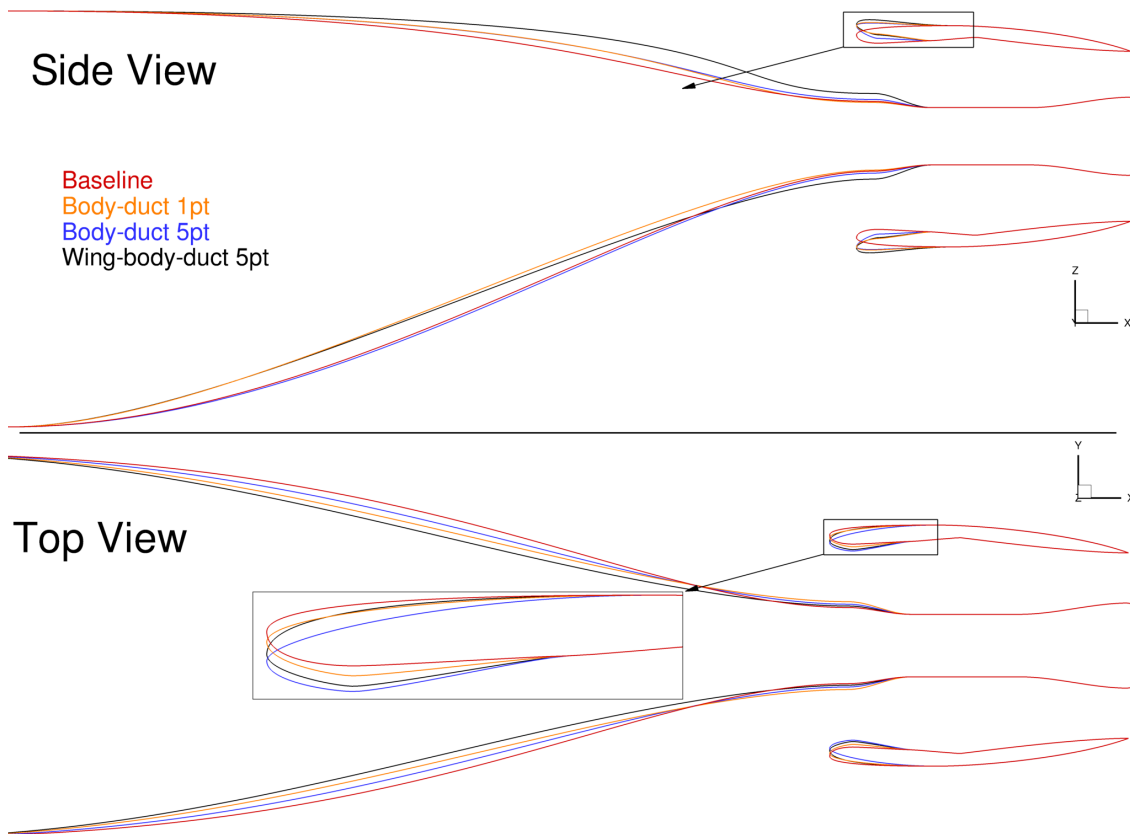 Side View
Baseline
Body-duct 1pt
Body-duct 5pt
Wing-body-duct 5pt
Z
Y X
Y
Z X
Top View